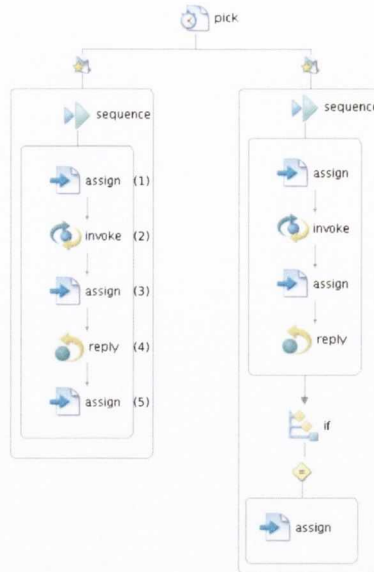 pick
sequence
assign (1)
invoke (2)
assign (3)
reply (4)
assign (5)
sequence
assign
invoke
assign
reply
if
=
assign